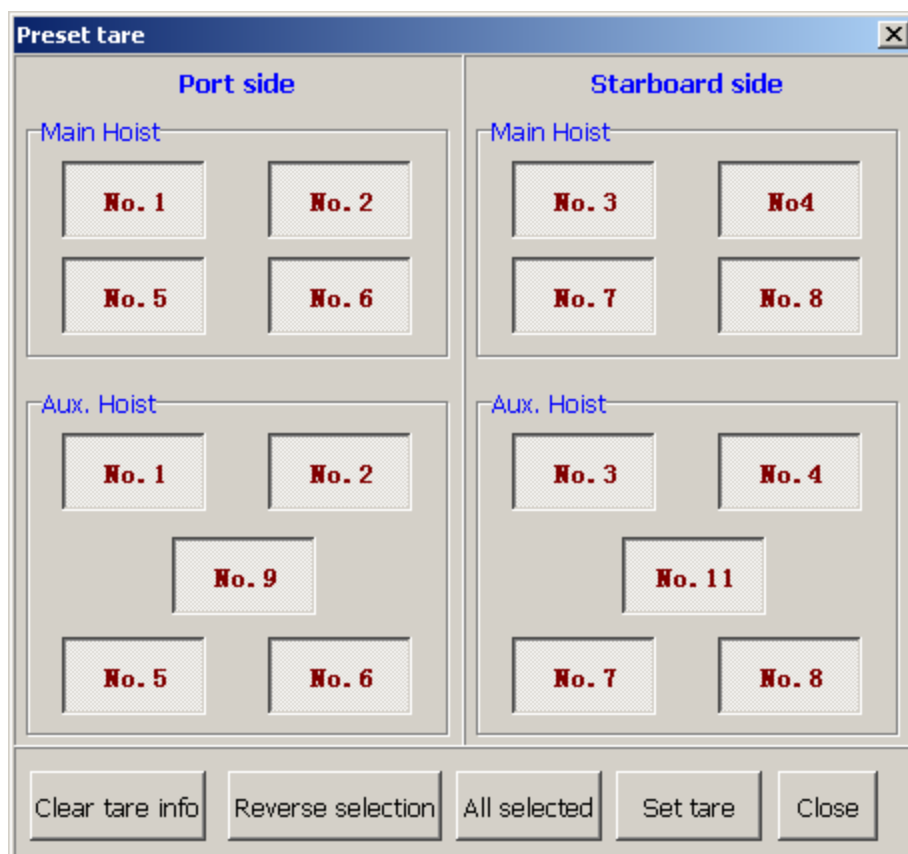 Preset tare
Port side
Main Hoist
No. 1 No. 2
No. 5 No. 6
Aux. Hoist
No. 1 No. 2
No. 9
No. 5 No. 6
Starboard side
Main Hoist
No. 3 No4
No. 7 No. 8
Aux. Hoist
No. 3 No. 4
No. 11
No. 7 No. 8
Clear tare info Reverse selection All selected Set tare Close